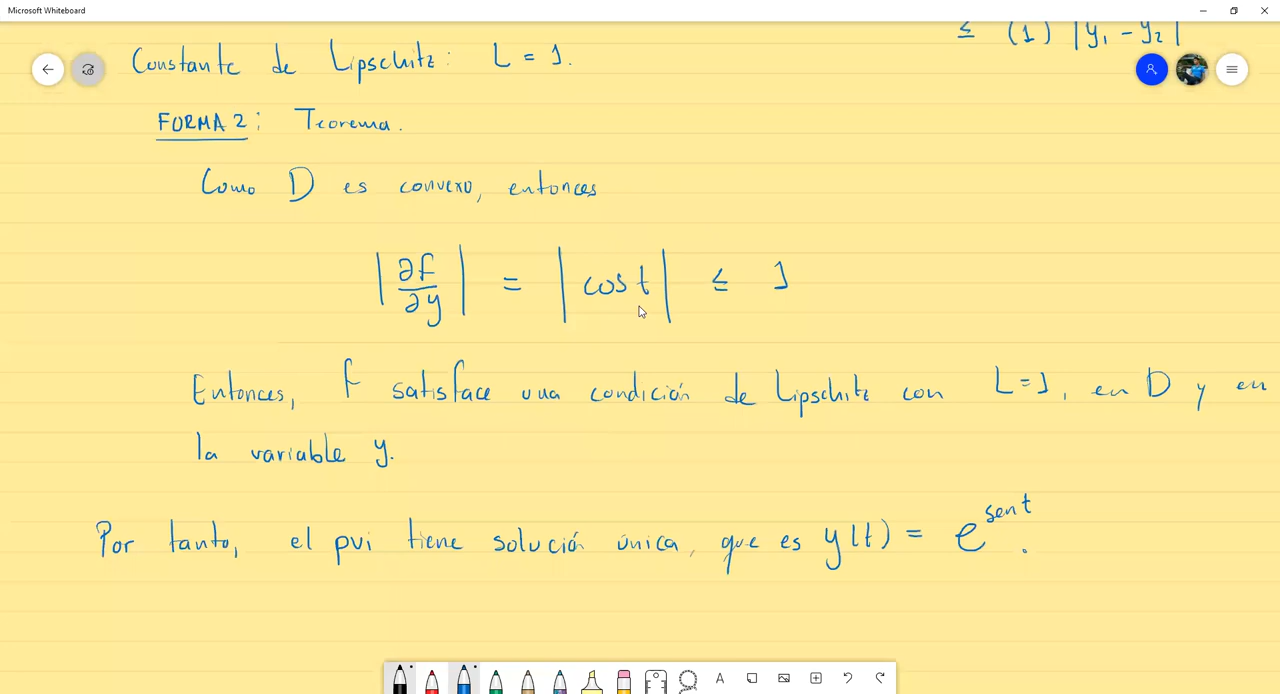 Microsoft Whiteboard
≤ (1) |y₁ - y₂|
Constante de Lipschitz: L = 1.
FORMA 2: Teorema.
Como D es convexo, entonces
|∂f/∂y| = |cos t| ≤ 1
Entonces, f satisface una condición de Lipschitz con L=1, en D y en
la variable y.
Por tanto, el pvi tiene solución única, que es y(t) = e^{sen t}.
A